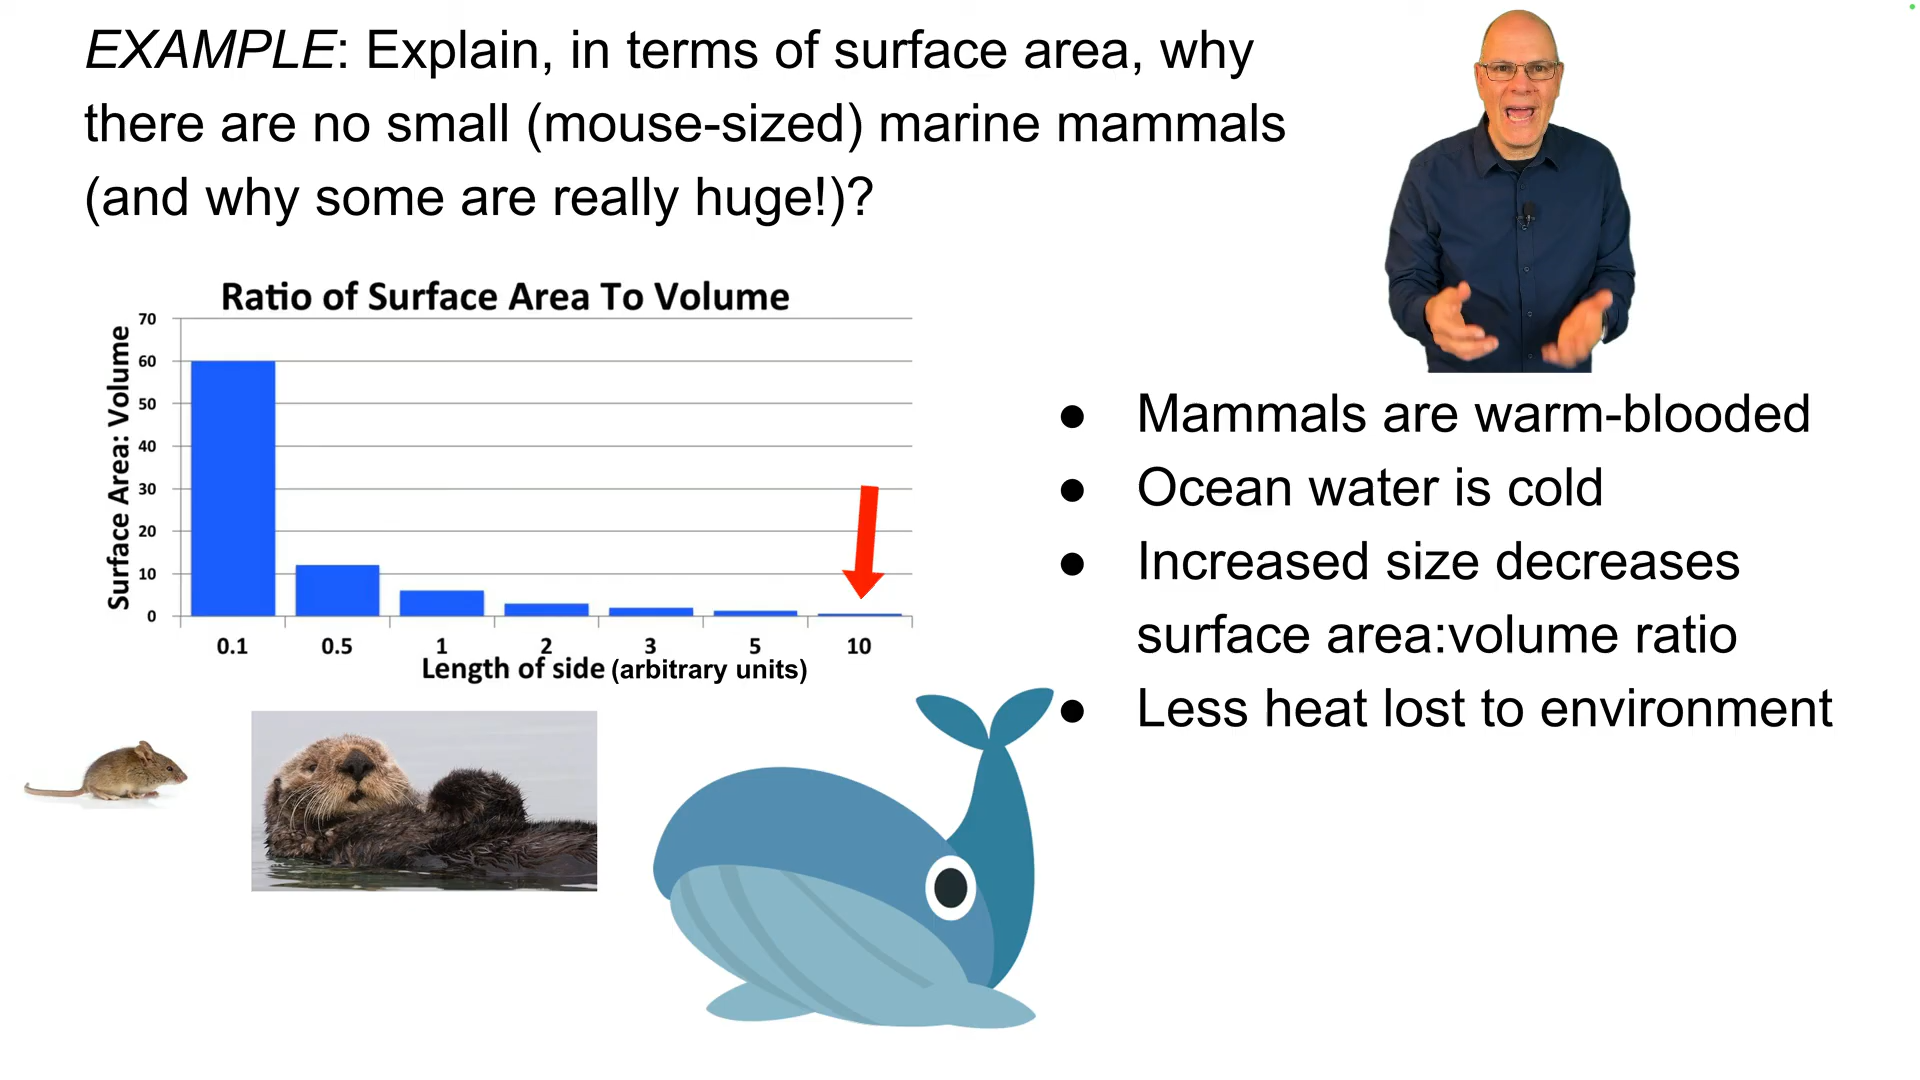 EXAMPLE: Explain, in terms of surface area, why
there are no small (mouse-sized) marine mammals
(and why some are really huge!)?
Ratio of Surface Area To Volume
Surface Area: Volume
70
60
50
40
30
20
10
0
0.1 0.5 1 2 3 5 10
Length of side (arbitrary units)
● Mammals are warm-blooded
● Ocean water is cold
● Increased size decreases
surface area:volume ratio
● Less heat lost to environment